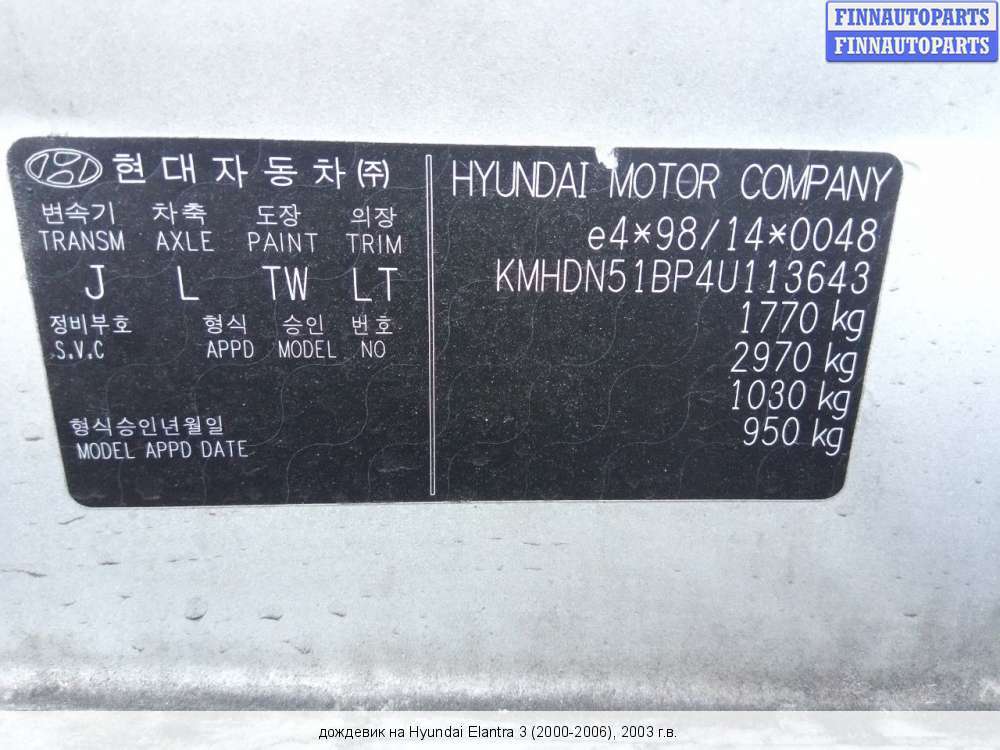 FINNAUTOPARTS
FINNAUTOPARTS
현대자동차㈜
변속기 차축 도장 의장
TRANSM AXLE PAINT TRIM
J L TW LT
정비부호 형식 승인 번호
S.V.C APPD MODEL NO
형식승인년월일
MODEL APPD DATE
HYUNDAI MOTOR COMPANY
e4*98/14*0048
KMHDN51BP4U113643
1770 kg
2970 kg
1030 kg
950 kg
дождевик на Hyundai Elantra 3 (2000-2006), 2003 г.в.